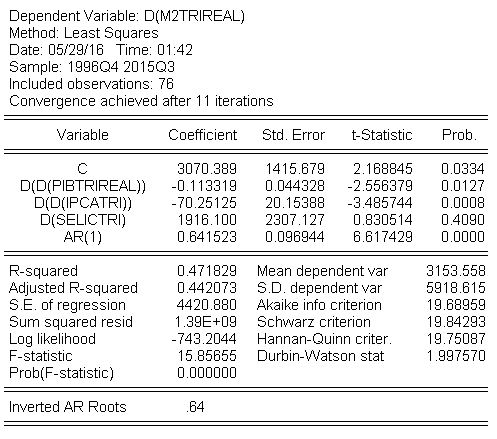 Dependent Variable: D(M2TRIREAL)
Method: Least Squares
Date: 05/29/16 Time: 01:42
Sample: 1996Q4 2015Q3
Included observations: 76
Convergence achieved after 11 iterations
Variable Coefficient Std. Error t-Statistic Prob.
C 3070.389 1415.679 2.168845 0.0334
D(D(PIBTRIREAL)) -0.113319 0.044328 -2.556379 0.0127
D(D(IPCATRI)) -70.25125 20.15388 -3.485744 0.0008
D(SELICTRI) 1916.100 2307.127 0.830514 0.4090
AR(1) 0.641523 0.096944 6.617429 0.0000
R-squared 0.471829 Mean dependent var 3153.558
Adjusted R-squared 0.442073 S.D. dependent var 5918.615
S.E. of regression 4420.880 Akaike info criterion 19.68959
Sum squared resid 1.39E+09 Schwarz criterion 19.84293
Log likelihood -743.2044 Hannan-Quinn criter. 19.75087
F-statistic 15.85655 Durbin-Watson stat 1.997570
Prob(F-statistic) 0.000000
Inverted AR Roots .64